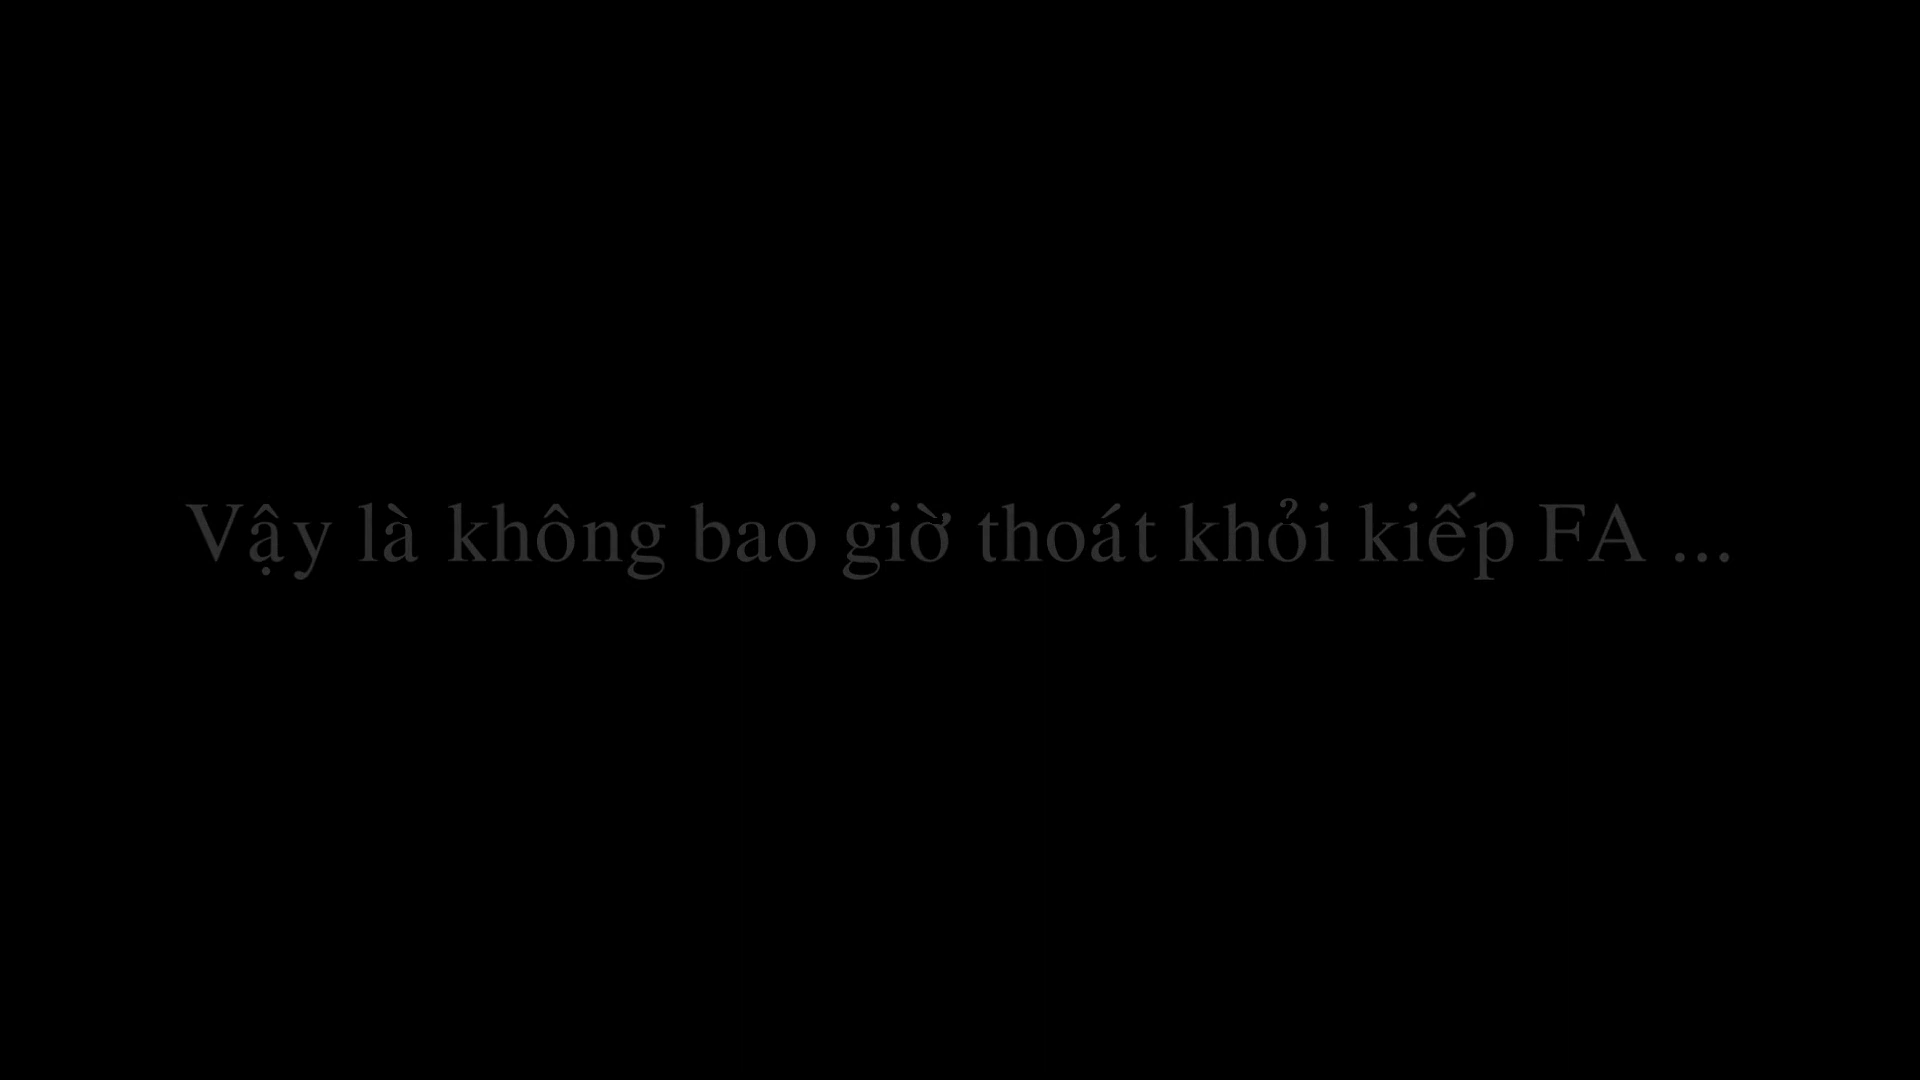 Vậy là không bao giờ thoát khỏi kiếp FA ...